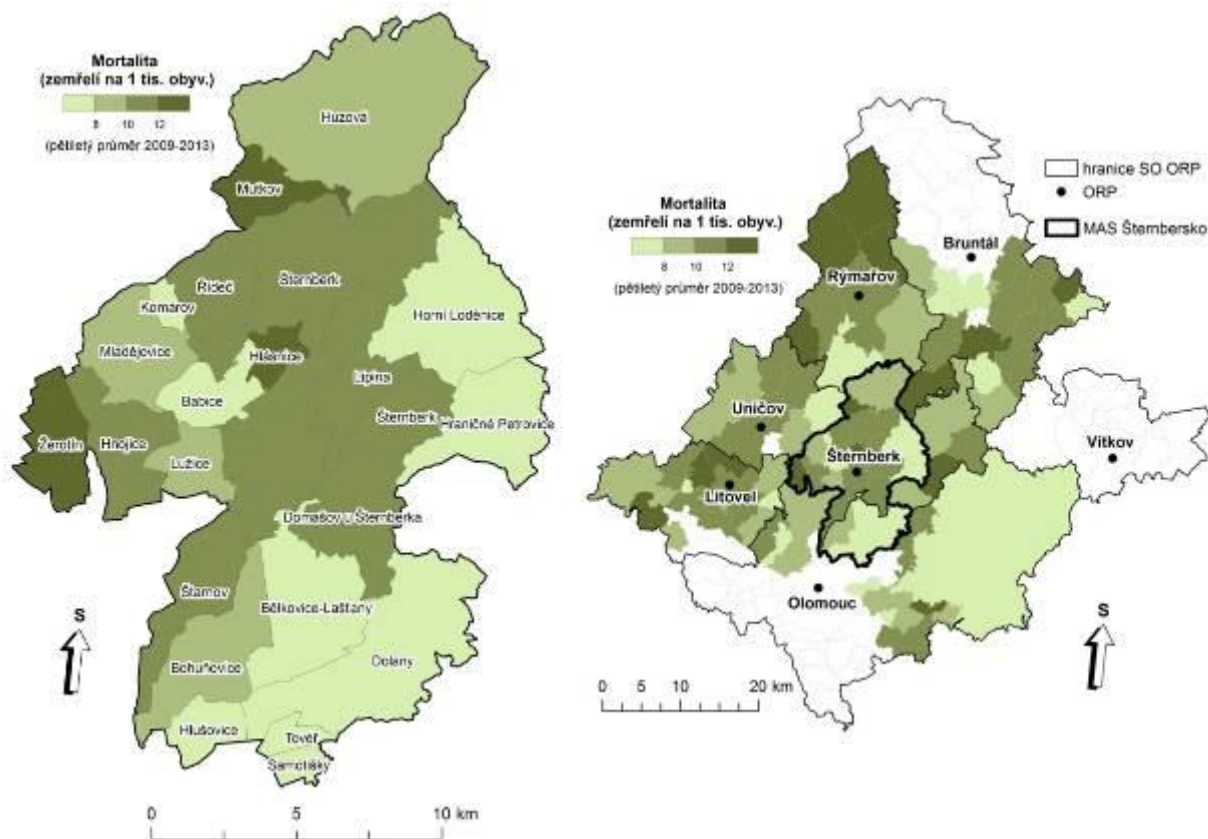 Mortalita
(zemřelí na 1 tis. obyv.)
8 10 12
(pětiletý průměr 2009-2013)
Huzová
Mutkov
Řídeč
Šternberk
Komárov
Horní Loděnice
Mladějovice
Hlásnice
Lipina
Babice
Šternberk
Hraničné Petrovice
Žerotín
Hnojice
Lužice
Domašov u Šternberka
Štarnov
Bělkovice-Lašťany
Bohuňovice
Dolany
Hlušovice
Tovéř
Samotišky
S
0 5 10 km
hranice SO ORP
ORP
MAS Šternbersko
Mortalita
(zemřelí na 1 tis. obyv.)
8 10 12
(pětiletý průměr 2009-2013)
Bruntál
Rýmařov
Uničov
Vítkov
Šternberk
Litovel
Olomouc
S
0 5 10 20 km